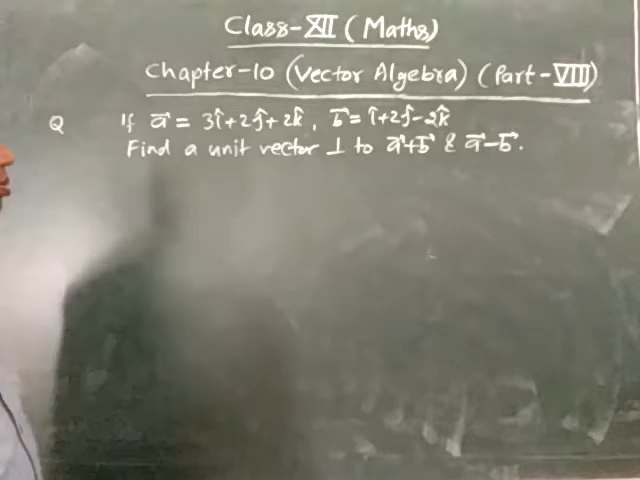 Class-XII (Maths)
Chapter-10 (Vector Algebra) (Part-VIII)
Q If a⃗ = 3î+2ĵ+2k̂, b⃗ = î+2ĵ-2k̂
Find a unit vector ⊥ to a⃗+b⃗ & a⃗-b⃗.